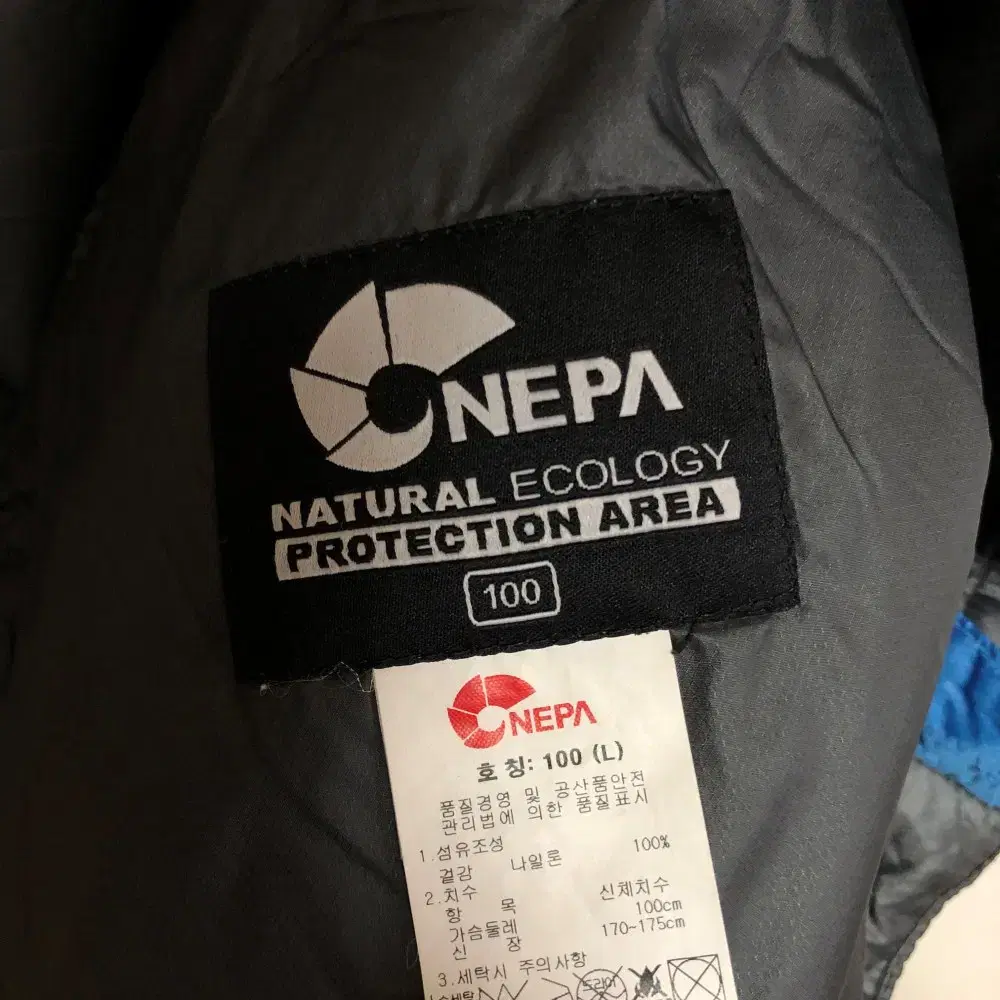 NEPA
NATURAL ECOLOGY
PROTECTION AREA
100
NEPA
호 칭: 100 (L)
품질경영 및 공산품안전
관리법에 의한 품질표시
1.섬유조성 100%
겉감 나일론
2.치수 신체치수
항 목 100cm
가슴둘레 170~175cm
신 장
3.세탁시 주의사항
드라이